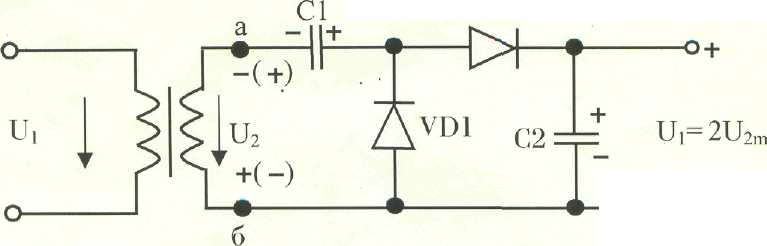 C1
а
- +
+
-(+)
U1
U2
VD1
C2
+
-
U1=2U2m
+(-)
б